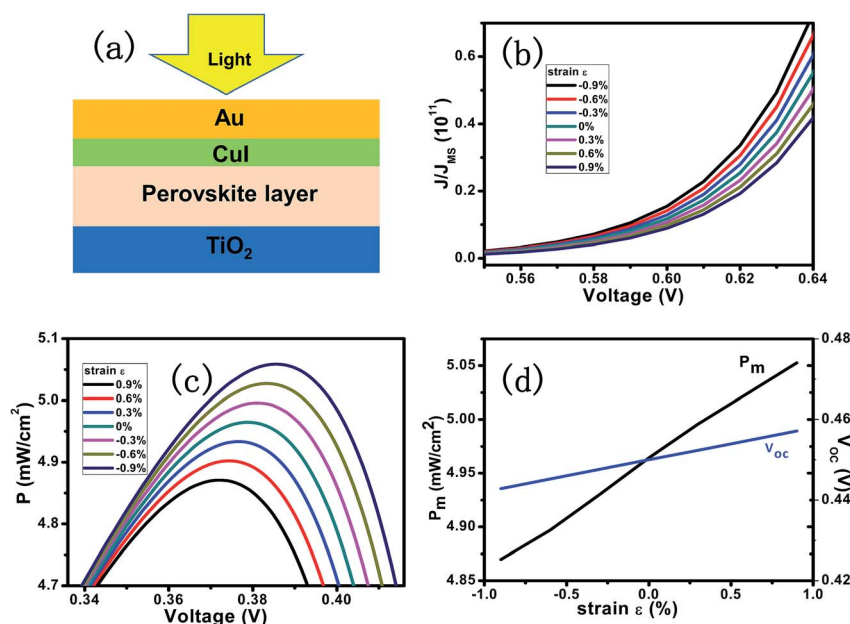 (a)
Light
Au
CuI
Perovskite layer
TiO2
(b)
strain ε
-0.9%
-0.6%
-0.3%
0%
0.3%
0.6%
0.9%
J/JMS (10^11)
0.6
0.4
0.2
0.0
0.56 0.58 0.60 0.62 0.64
Voltage (V)
(c)
strain ε
0.9%
0.6%
0.3%
0%
-0.3%
-0.6%
-0.9%
P (mW/cm²)
5.1
5.0
4.9
4.8
4.7
0.34 0.36 0.38 0.40
Voltage (V)
(d)
Pm
Voc
Pm (mW/cm²)
5.05
5.00
4.95
4.90
4.85
Voc (V)
0.48
0.46
0.44
0.42
-1.0 -0.5 0.0 0.5 1.0
strain ε (%)